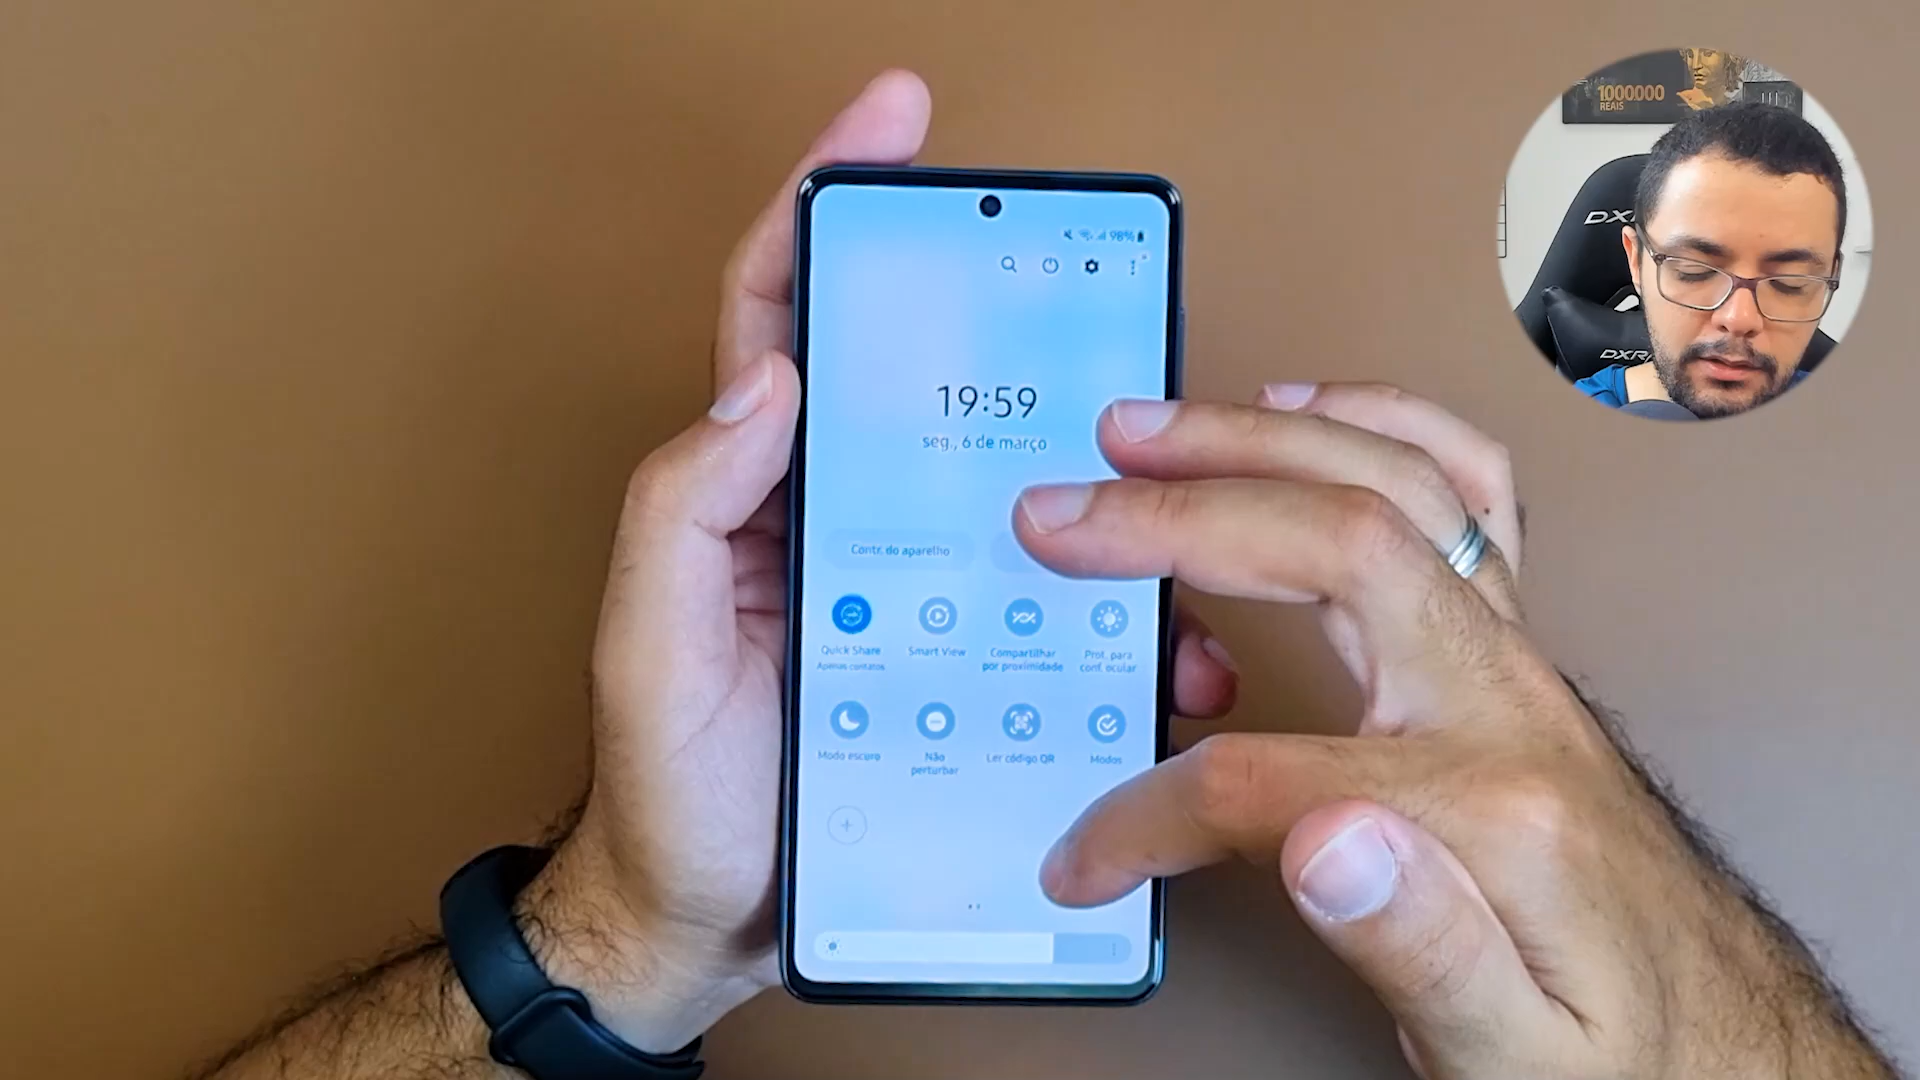 1000000
REAIS
DX
DXR
98%
19:59
seg., 6 de março
Contr. do aparelho
Quick Share
Apenas contatos
Smart View
Compartilhar
por proximidade
Prot. para
conf. ocular
Modo escuro
Não
perturbar
Ler código QR
Modos